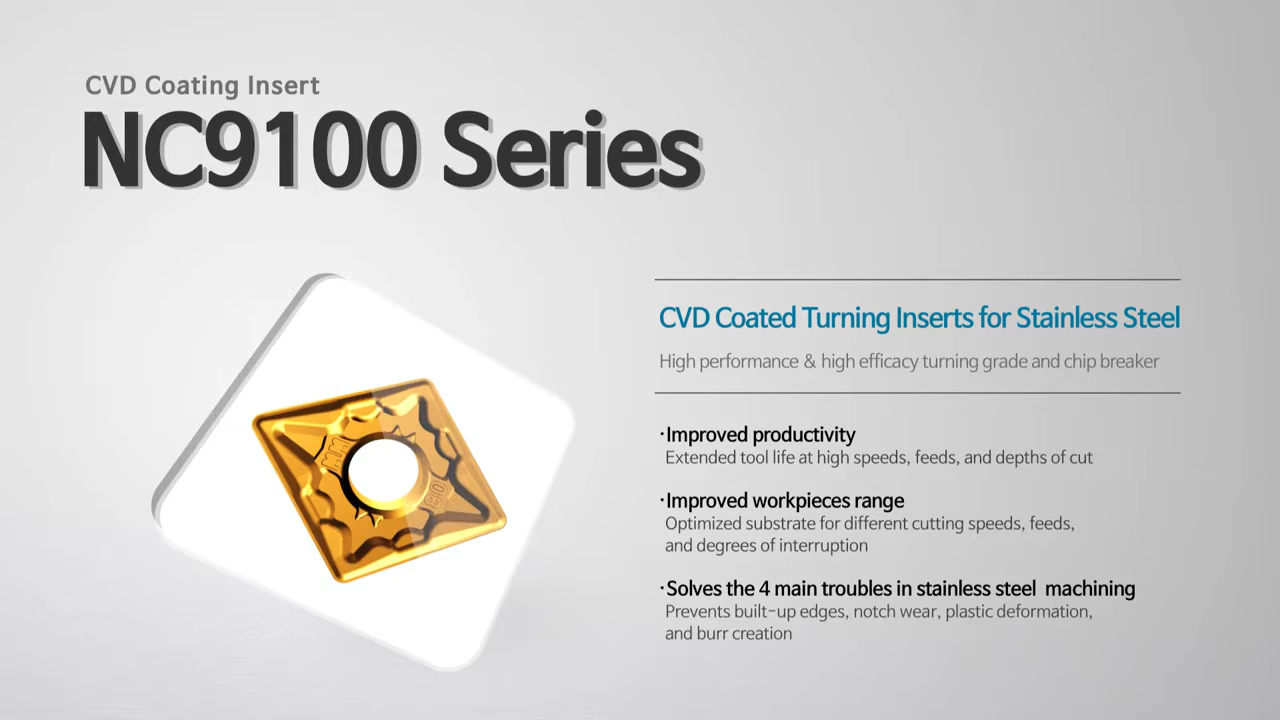 CVD Coating Insert
NC9100 Series
CVD Coated Turning Inserts for Stainless Steel
High performance & high efficacy turning grade and chip breaker
·Improved productivity
Extended tool life at high speeds, feeds, and depths of cut
·Improved workpieces range
Optimized substrate for different cutting speeds, feeds,
and degrees of interruption
·Solves the 4 main troubles in stainless steel machining
Prevents built-up edges, notch wear, plastic deformation,
and burr creation
MM
08